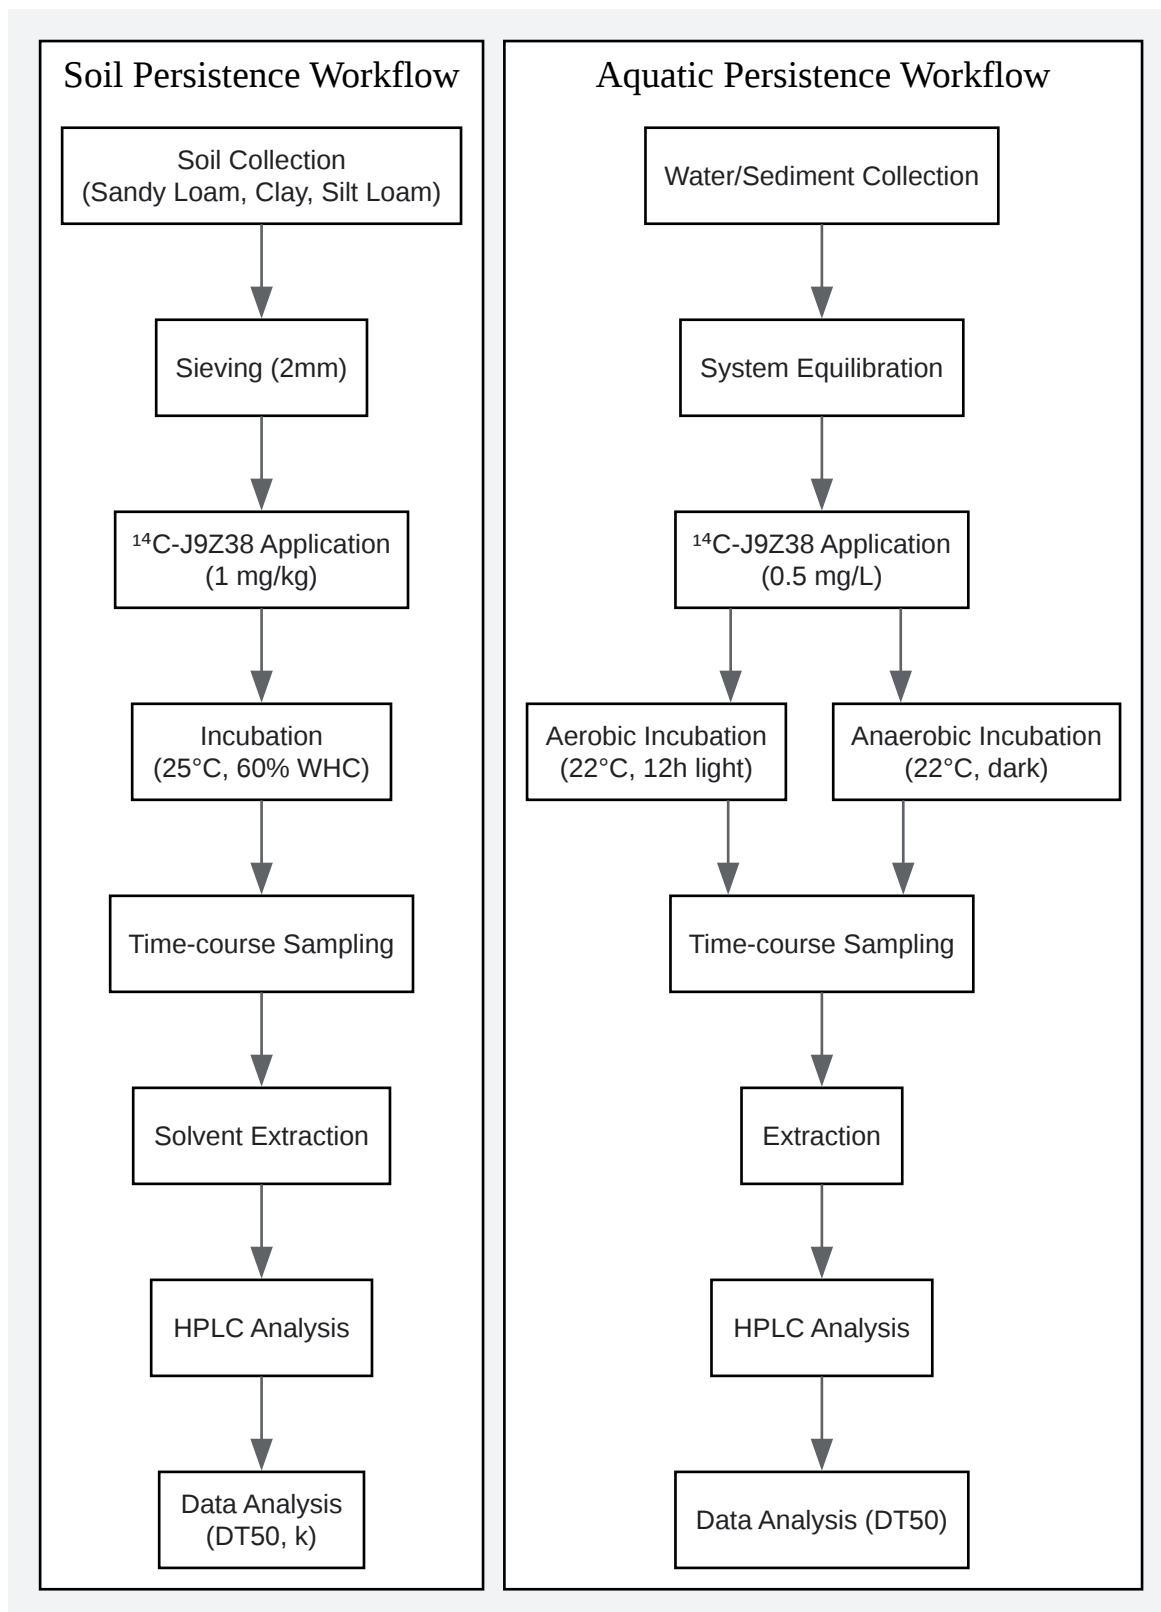 Soil Persistence Workflow
Soil Collection
(Sandy Loam, Clay, Silt Loam)
Sieving (2mm)
¹⁴C-J9Z38 Application
(1 mg/kg)
Incubation
(25°C, 60% WHC)
Time-course Sampling
Solvent Extraction
HPLC Analysis
Data Analysis
(DT50, k)
Aquatic Persistence Workflow
Water/Sediment Collection
System Equilibration
¹⁴C-J9Z38 Application
(0.5 mg/L)
Aerobic Incubation
(22°C, 12h light)
Anaerobic Incubation
(22°C, dark)
Time-course Sampling
Extraction
HPLC Analysis
Data Analysis (DT50)